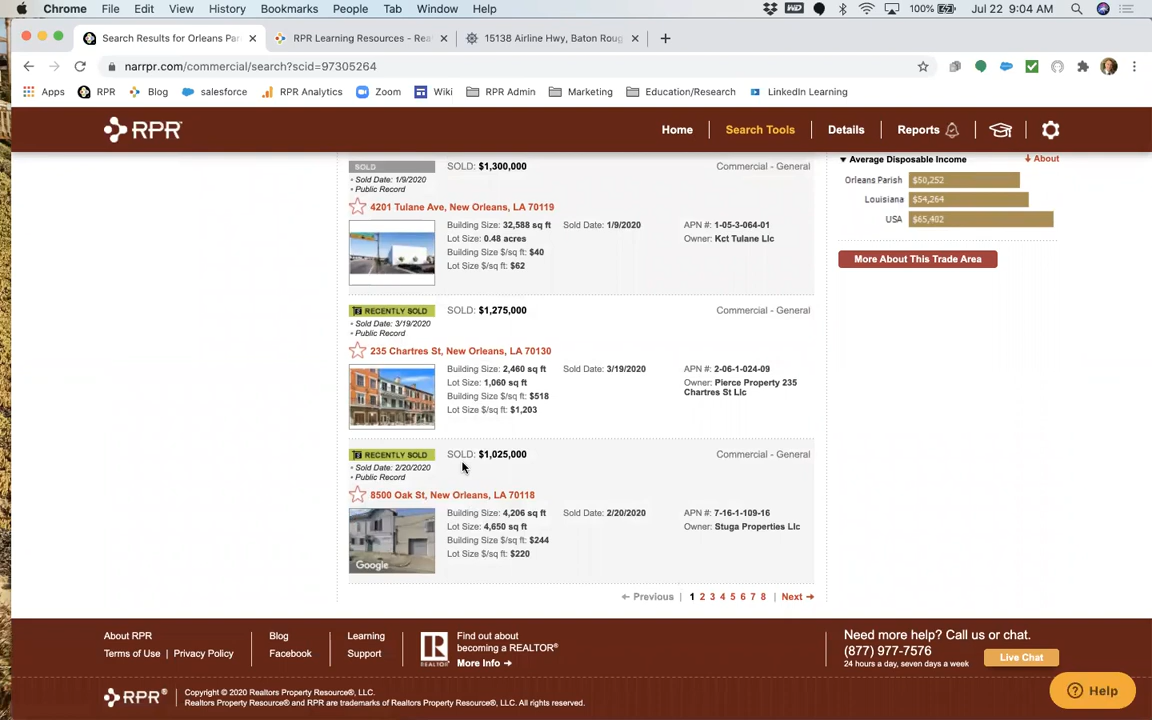 Chrome File Edit View History Bookmarks People Tab Window Help WD 100% Jul 22 9:04 AM
Search Results for Orleans Par RPR Learning Resources - Rea 15138 Airline Hwy, Baton Roug
narrpr.com/commercial/search?scid=97305264
Apps RPR Blog salesforce RPR Analytics Zoom Wiki RPR Admin Marketing Education/Research LinkedIn Learning
RPR Home Search Tools Details Reports
SOLD SOLD: $1,300,000 Commercial - General
• Sold Date: 1/9/2020
• Public Record
4201 Tulane Ave, New Orleans, LA 70119
Building Size: 32,588 sq ft Sold Date: 1/9/2020 APN #: 1-05-3-064-01
Lot Size: 0.48 acres Owner: Kct Tulane Llc
Building Size $/sq ft: $40
Lot Size $/sq ft: $62
RECENTLY SOLD SOLD: $1,275,000 Commercial - General
• Sold Date: 3/19/2020
• Public Record
235 Chartres St, New Orleans, LA 70130
Building Size: 2,460 sq ft Sold Date: 3/19/2020 APN #: 2-06-1-024-09
Lot Size: 1,060 sq ft Owner: Pierce Property 235
Building Size $/sq ft: $518 Chartres St Llc
Lot Size $/sq ft: $1,203
RECENTLY SOLD SOLD: $1,025,000 Commercial - General
• Sold Date: 2/20/2020
• Public Record
8500 Oak St, New Orleans, LA 70118
Building Size: 4,206 sq ft Sold Date: 2/20/2020 APN #: 7-16-1-109-16
Lot Size: 4,650 sq ft Owner: Stuga Properties Llc
Building Size $/sq ft: $244
Lot Size $/sq ft: $220
Google
← Previous | 1 2 3 4 5 6 7 8 | Next →
▼ Average Disposable Income ↓ About
Orleans Parish $50,252
Louisiana $54,264
USA $65,402
More About This Trade Area
About RPR
Terms of Use | Privacy Policy
Blog
Facebook
Learning
Support
REALTOR
Find out about
becoming a REALTOR®
More Info →
Need more help? Call us or chat.
(877) 977-7576
24 hours a day, seven days a week
Live Chat
Help
RPR®
Copyright © 2020 Realtors Property Resource®, LLC.
Realtors Property Resource® and RPR are trademarks of Realtors Property Resource®, LLC. All rights reserved.